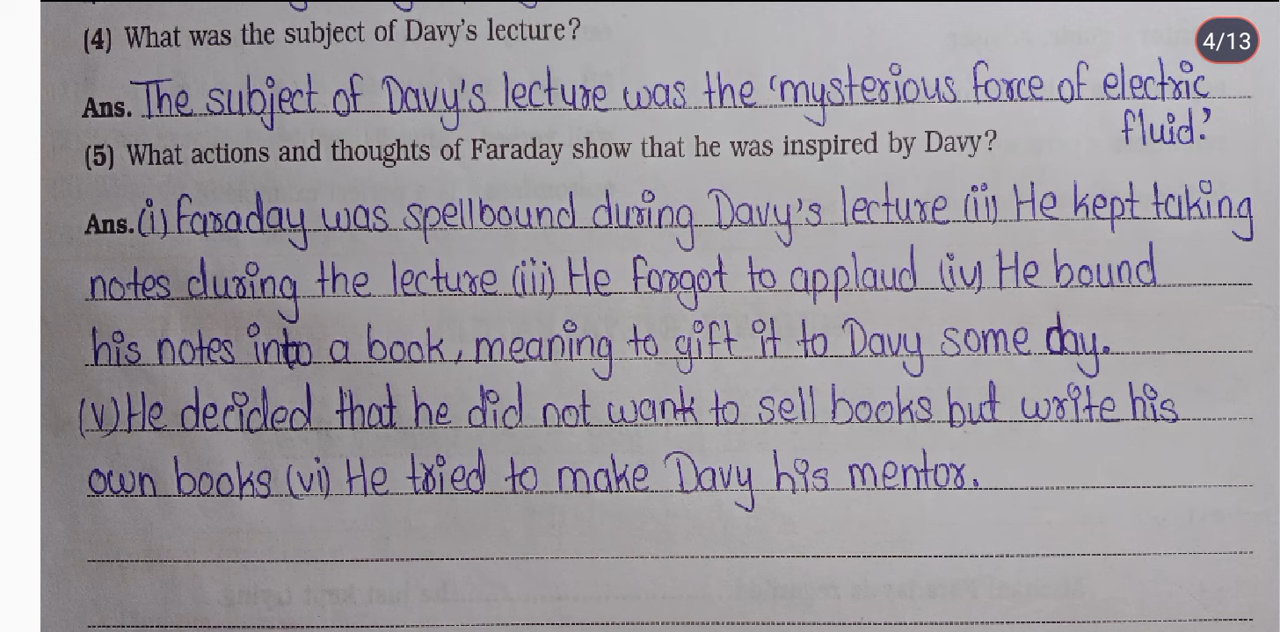 (4) What was the subject of Davy's lecture?
4/13
Ans. The subject of Davy's lecture was the 'mysterious force of electric
fluid.'
(5) What actions and thoughts of Faraday show that he was inspired by Davy?
Ans. (i) Faraday was spellbound during Davy's lecture (ii) He kept taking
notes during the lecture (iii) He forgot to applaud (iv) He bound
his notes into a book, meaning to gift it to Davy some day.
(v) He decided that he did not want to sell books but write his
own books (vi) He tried to make Davy his mentor.